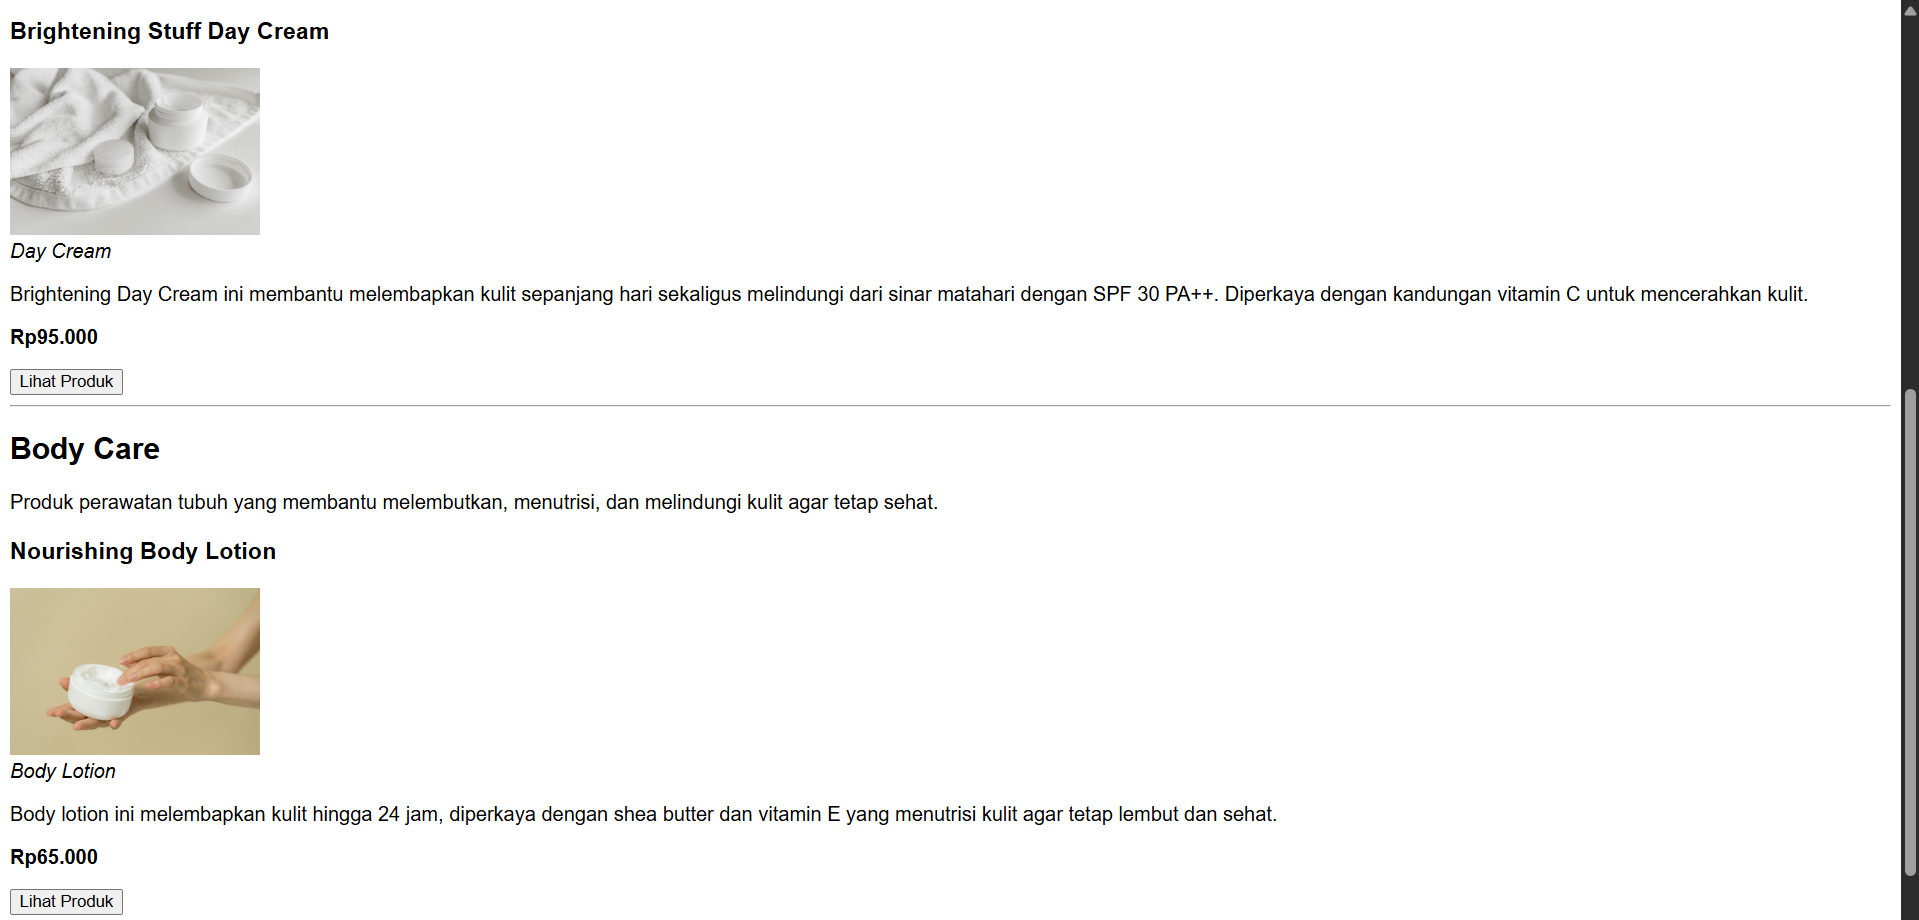 Brightening Stuff Day Cream
Day Cream
Brightening Day Cream ini membantu melembapkan kulit sepanjang hari sekaligus melindungi dari sinar matahari dengan SPF 30 PA++. Diperkaya dengan kandungan vitamin C untuk mencerahkan kulit.
Rp95.000
Lihat Produk
Body Care
Produk perawatan tubuh yang membantu melembutkan, menutrisi, dan melindungi kulit agar tetap sehat.
Nourishing Body Lotion
Body Lotion
Body lotion ini melembapkan kulit hingga 24 jam, diperkaya dengan shea butter dan vitamin E yang menutrisi kulit agar tetap lembut dan sehat.
Rp65.000
Lihat Produk